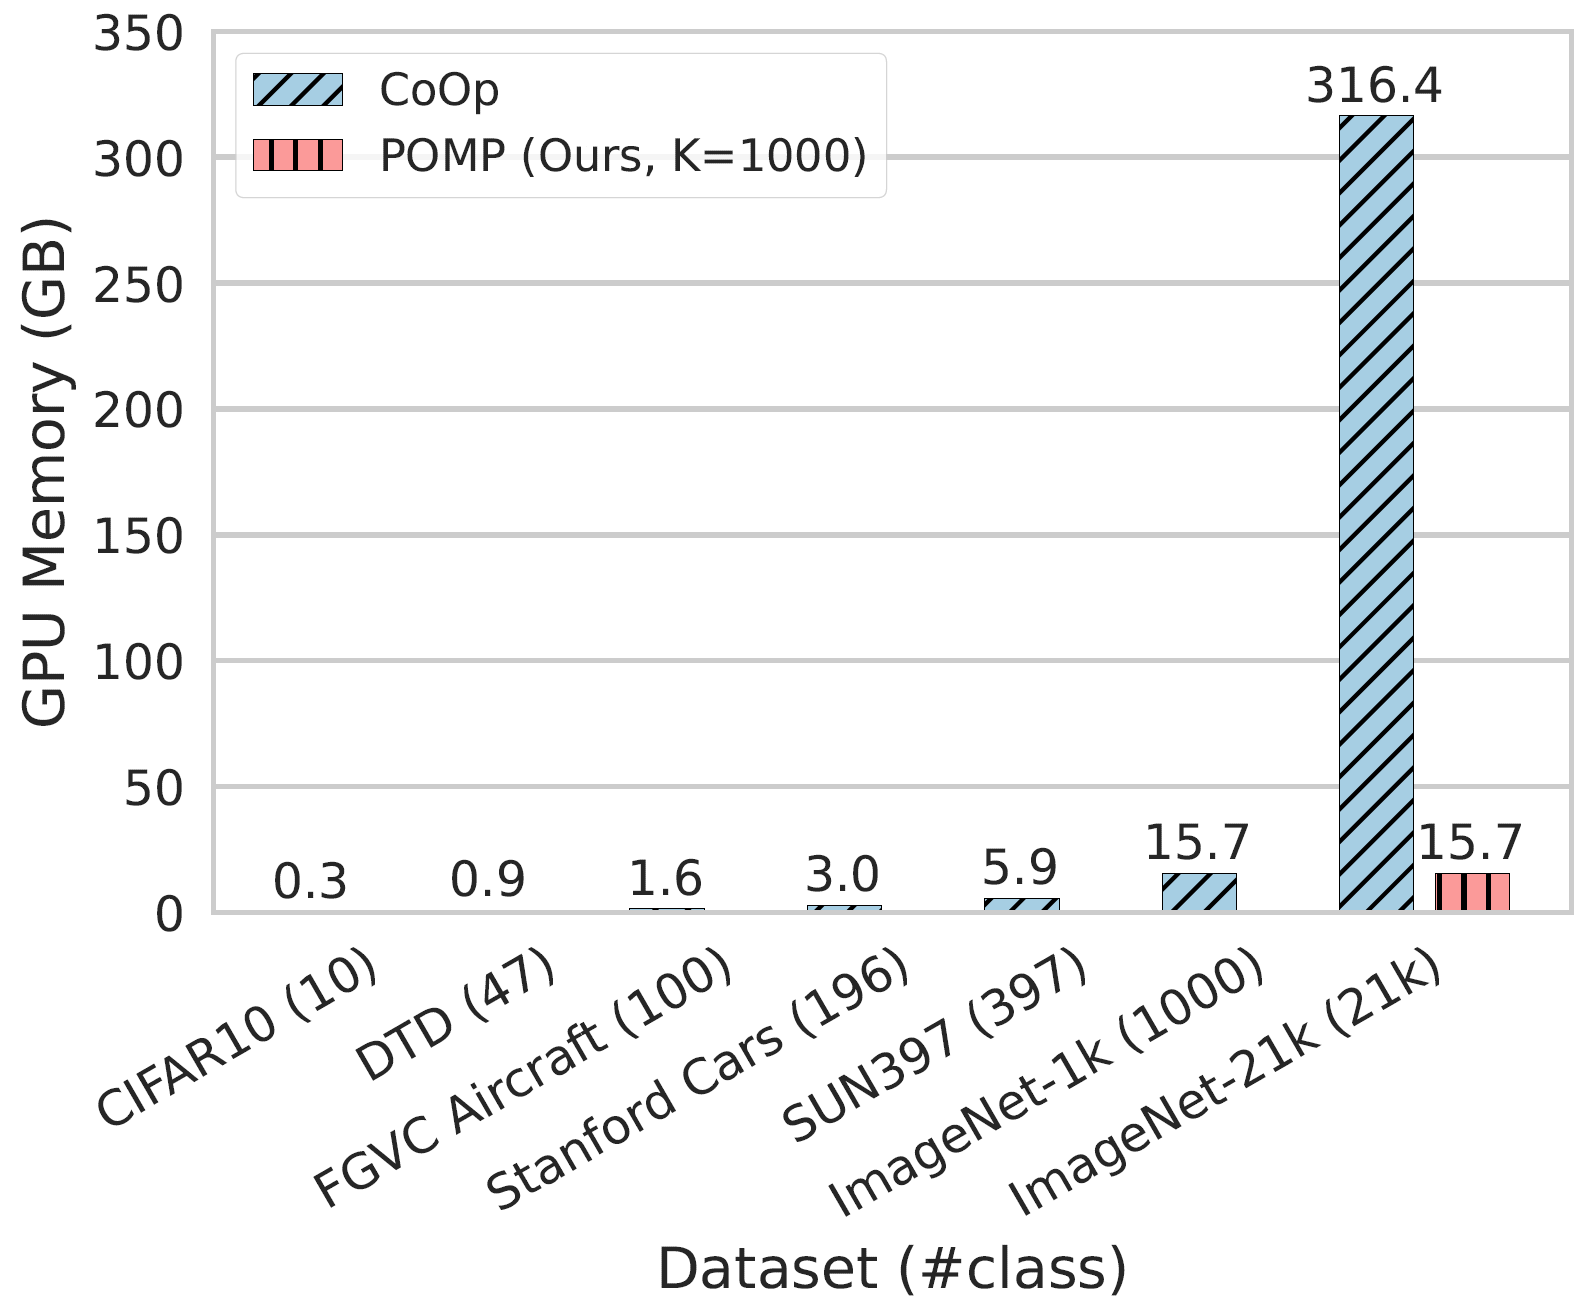 350
300
250
200
150
100
50
0
GPU Memory (GB)
CoOp
POMP (Ours, K=1000)
0.3
0.9
1.6
3.0
5.9
15.7
316.4
15.7
CIFAR10 (10)
DTD (47)
FGVC Aircraft (100)
Stanford Cars (196)
SUN397 (397)
ImageNet-1k (1000)
ImageNet-21k (21k)
Dataset (#class)